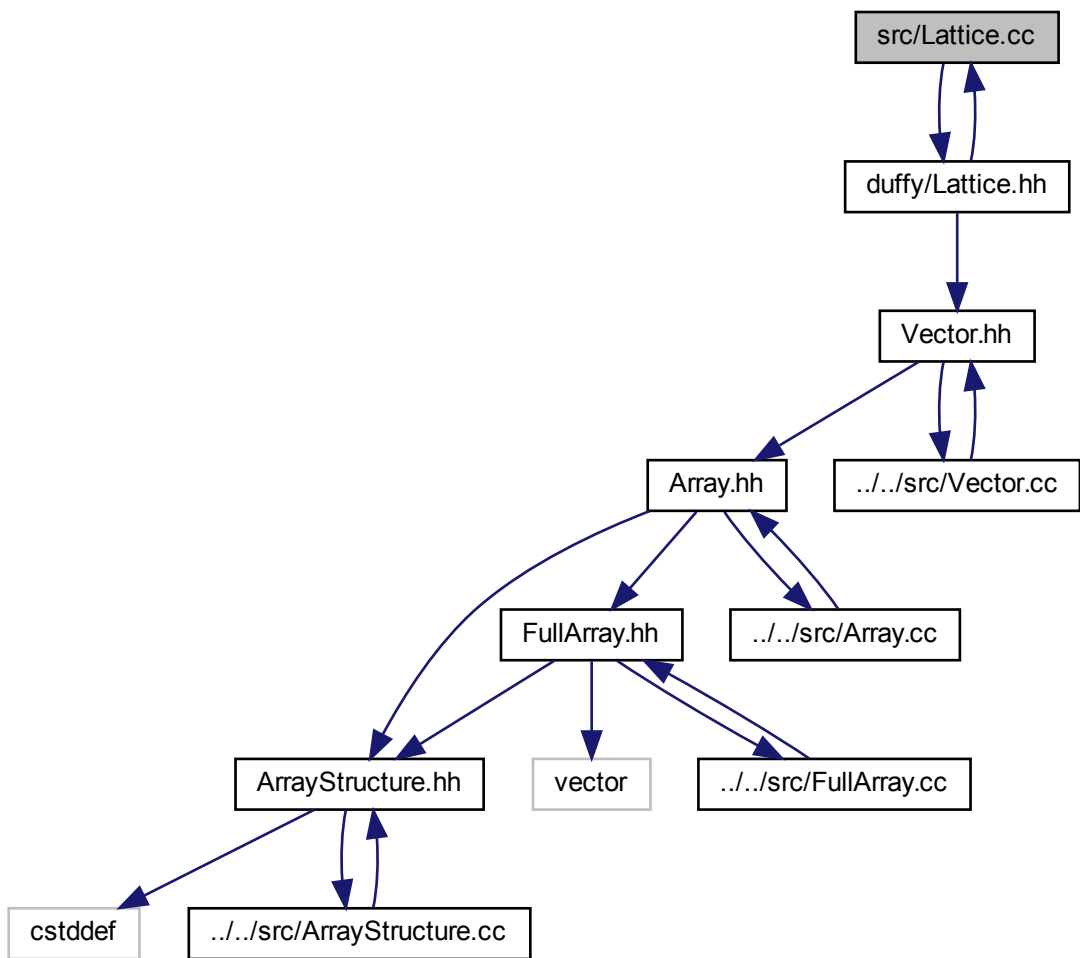 src/Lattice.cc
duffy/Lattice.hh
Vector.hh
Array.hh
../../src/Vector.cc
FullArray.hh
../../src/Array.cc
ArrayStructure.hh
vector
../../src/FullArray.cc
cstddef
../../src/ArrayStructure.cc